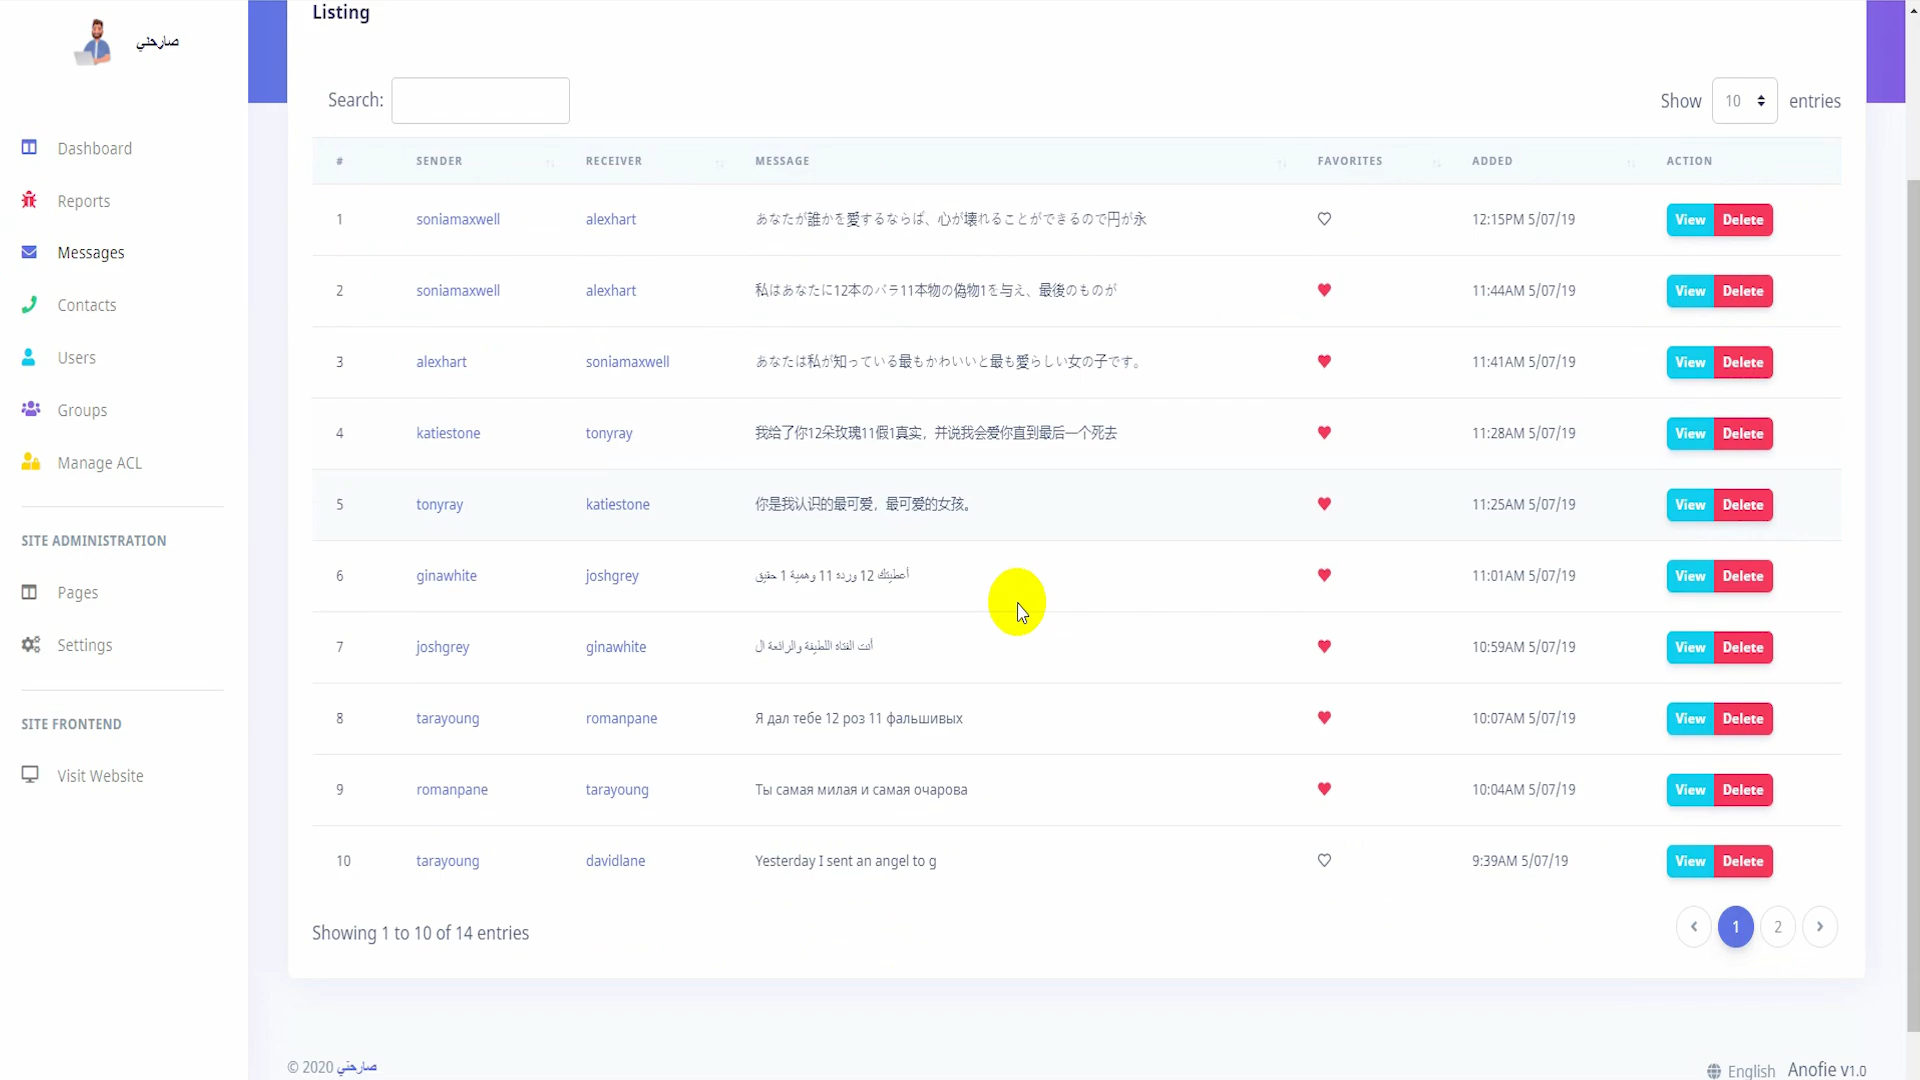 Listing
صارحني
Search:
Show 10 entries
Dashboard
Reports
Messages
Contacts
Users
Groups
Manage ACL
SITE ADMINISTRATION
Pages
Settings
SITE FRONTEND
Visit Website
# SENDER RECEIVER MESSAGE FAVORITES ADDED ACTION
1 soniamaxwell alexhart あなたが誰かを愛するならば、心が壊れることができるので円が永 12:15PM 5/07/19 View Delete
2 soniamaxwell alexhart 私はあなたに12本のバラ11本物の偽物1を与え、最後のものが 11:44AM 5/07/19 View Delete
3 alexhart soniamaxwell あなたは私が知っている最もかわいいと最も愛らしい女の子です。 11:41AM 5/07/19 View Delete
4 katiestone tonyray 我给了你12朵玫瑰11假1真实，并说我会爱你直到最后一个死去 11:28AM 5/07/19 View Delete
5 tonyray katiestone 你是我认识的最可爱，最可爱的女孩。 11:25AM 5/07/19 View Delete
6 ginawhite joshgrey أعطيتك 12 وردة 11 وهمية 1 حقيق 11:01AM 5/07/19 View Delete
7 joshgrey ginawhite أنت الفتاة اللطيفة والرائعة ال 10:59AM 5/07/19 View Delete
8 tarayoung romanpane Я дал тебе 12 роз 11 фальшивых 10:07AM 5/07/19 View Delete
9 romanpane tarayoung Ты самая милая и самая очарова 10:04AM 5/07/19 View Delete
10 tarayoung davidlane Yesterday I sent an angel to g 9:39AM 5/07/19 View Delete
Showing 1 to 10 of 14 entries
1 2
© 2020 صارحني
English Anofie v1.0